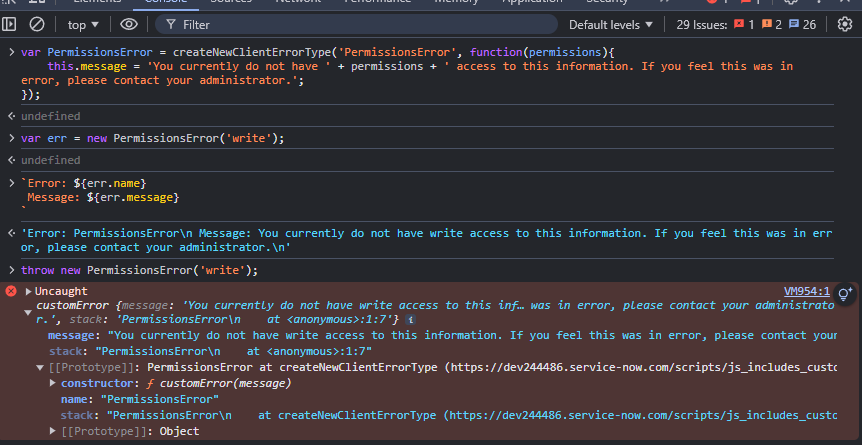 Console
top
Filter
Default levels
29 Issues: 1 2 26
var PermissionsError = createNewClientErrorType('PermissionsError', function(permissions){
this.message = 'You currently do not have ' + permissions + ' access to this information. If you feel this was in
error, please contact your administrator.';
});
undefined
var err = new PermissionsError('write');
undefined
`Error: ${err.name}
Message: ${err.message}
`
'Error: PermissionsError\n Message: You currently do not have write access to this information. If you feel this was in err
or, please contact your administrator.\n'
throw new PermissionsError('write');
Uncaught VM954:1
customError {message: 'You currently do not have write access to this inf… was in error, please contact your administrato
r.', stack: 'PermissionsError\n    at <anonymous>:1:7'} i
message: "You currently do not have write access to this information. If you feel this was in error, please contact your
stack: "PermissionsError\n    at <anonymous>:1:7"
[[Prototype]]: PermissionsError at createNewClientErrorType (https://dev244486.service-now.com/scripts/js_includes_custo
constructor: ƒ customError(message)
name: "PermissionsError"
stack: "PermissionsError\n    at createNewClientErrorType (https://dev244486.service-now.com/scripts/js_includes_custo
[[Prototype]]: Object